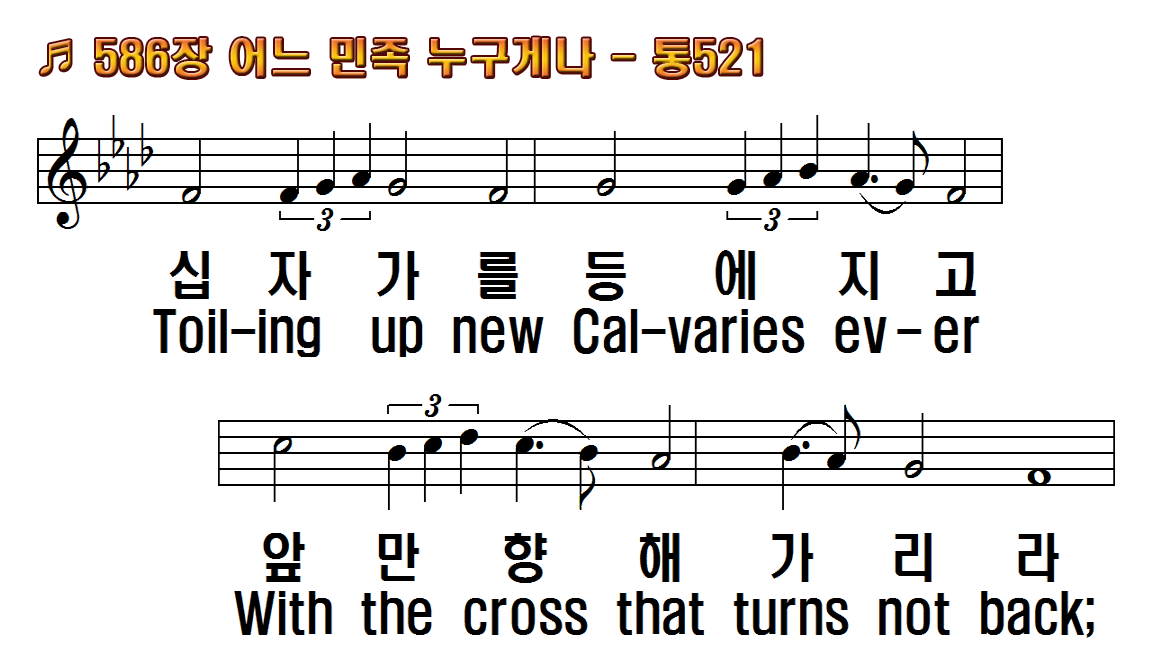 ♬ 586장 어느 민족 누구게나 - 통521
3 3
십 자 가 를 등 에 지 고
Toil-ing up new Cal-varies ev-er
3
앞 만 향 해 가 리 라
With the cross that turns not back;